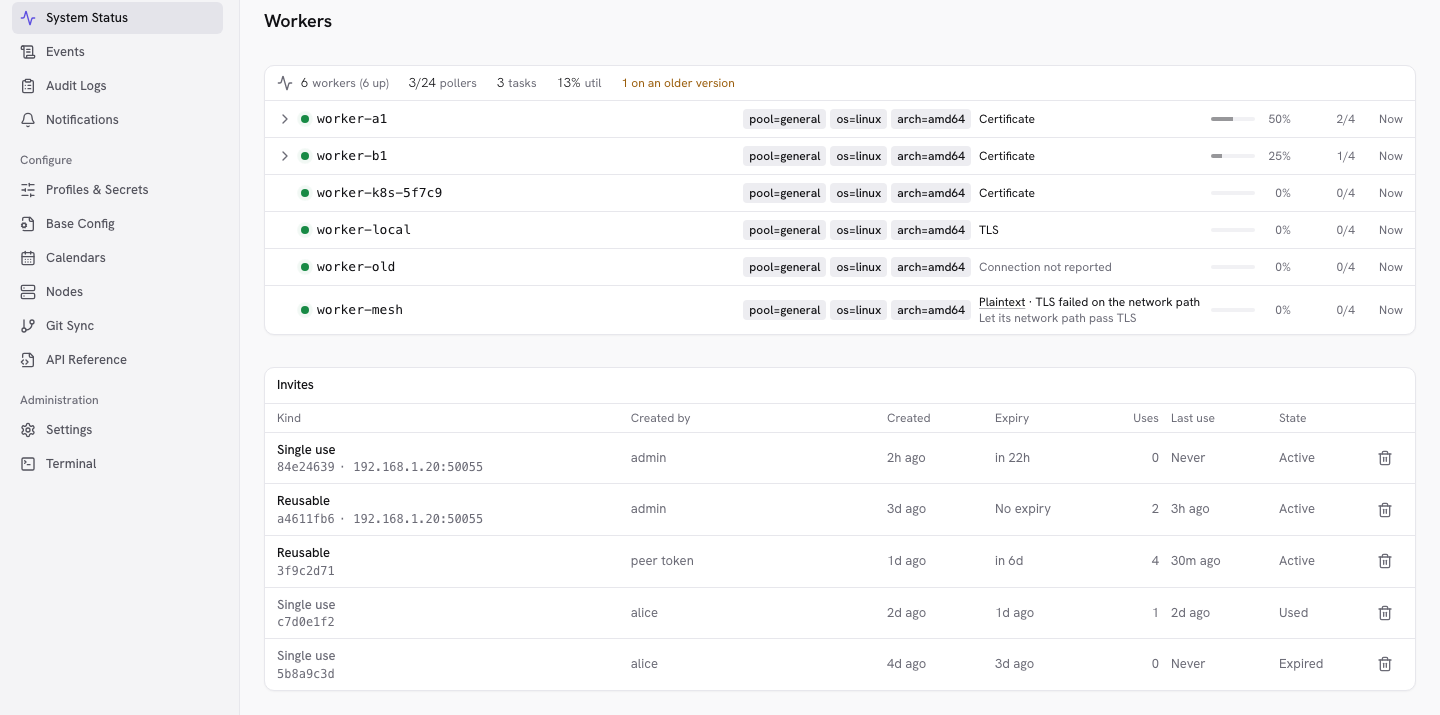 System Status
Events
Audit Logs
Notifications
Configure
Profiles & Secrets
Base Config
Calendars
Nodes
Git Sync
API Reference
Administration
Settings
Terminal
Workers
6 workers (6 up) 3/24 pollers 3 tasks 13% util 1 on an older version
worker-a1 pool=general os=linux arch=amd64 Certificate 50% 2/4 Now
worker-b1 pool=general os=linux arch=amd64 Certificate 25% 1/4 Now
worker-k8s-5f7c9 pool=general os=linux arch=amd64 Certificate 0% 0/4 Now
worker-local pool=general os=linux arch=amd64 TLS 0% 0/4 Now
worker-old pool=general os=linux arch=amd64 Connection not reported 0% 0/4 Now
worker-mesh pool=general os=linux arch=amd64 Plaintext · TLS failed on the network path 0% 0/4 Now
Let its network path pass TLS
Invites
Kind Created by Created Expiry Uses Last use State
Single use
84e24639 · 192.168.1.20:50055 admin 2h ago in 22h 0 Never Active
Reusable
a4611fb6 · 192.168.1.20:50055 admin 3d ago No expiry 2 3h ago Active
Reusable
3f9c2d71 peer token 1d ago in 6d 4 30m ago Active
Single use
c7d0e1f2 alice 2d ago 1d ago 1 2d ago Used
Single use
5b8a9c3d alice 4d ago 3d ago 0 Never Expired